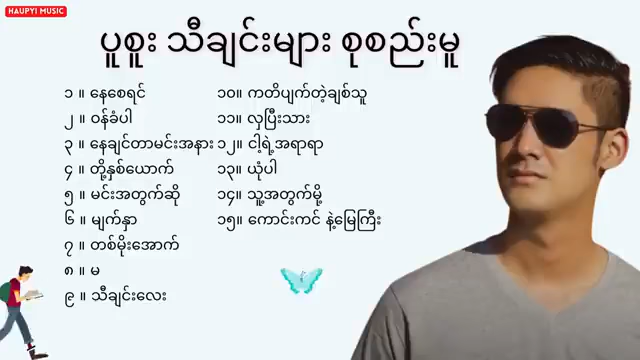 HAUPYI MUSIC
ပူစူး သီချင်းများ စုစည်းမူ
၁ ။ နေစေရင်
၂ ။ ဝန်ခံပါ
၃ ။ နေချင်တာမင်းအနား
၄ ။ တို့နှစ်ယောက်
၅ ။ မင်းအတွက်ဆို
၆ ။ မျက်နှာ
၇ ။ တစ်မိုးအောက်
၈ ။ မ
၉ ။ သီချင်းလေး
၁၀။ ကတိပျက်တဲ့ချစ်သူ
၁၁။ လှပြီးသား
၁၂။ ငါ့ရဲ့အရာရာ
၁၃။ ယုံပါ
၁၄။ သူ့အတွက်မို့
၁၅။ ကောင်းကင် နဲ့မြေကြီး